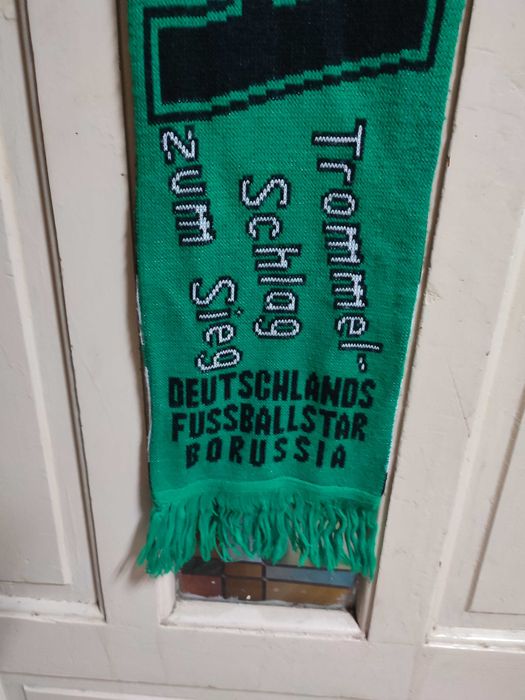 Trommel-
Schlag
zum Sieg
DEUTSCHLANDS
FUSSBALLSTAR
BORUSSIA